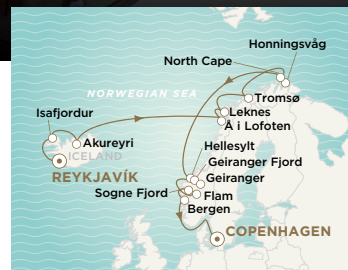 Honningsvåg
North Cape
NORWEGIAN SEA
Tromsø
Leknes
Å i Lofoten
Isafjordur
Akureyri
ICELAND
REYKJAVÍK
Hellesylt
Geiranger Fjord
Geiranger
Sogne Fjord
Flam
Bergen
COPENHAGEN